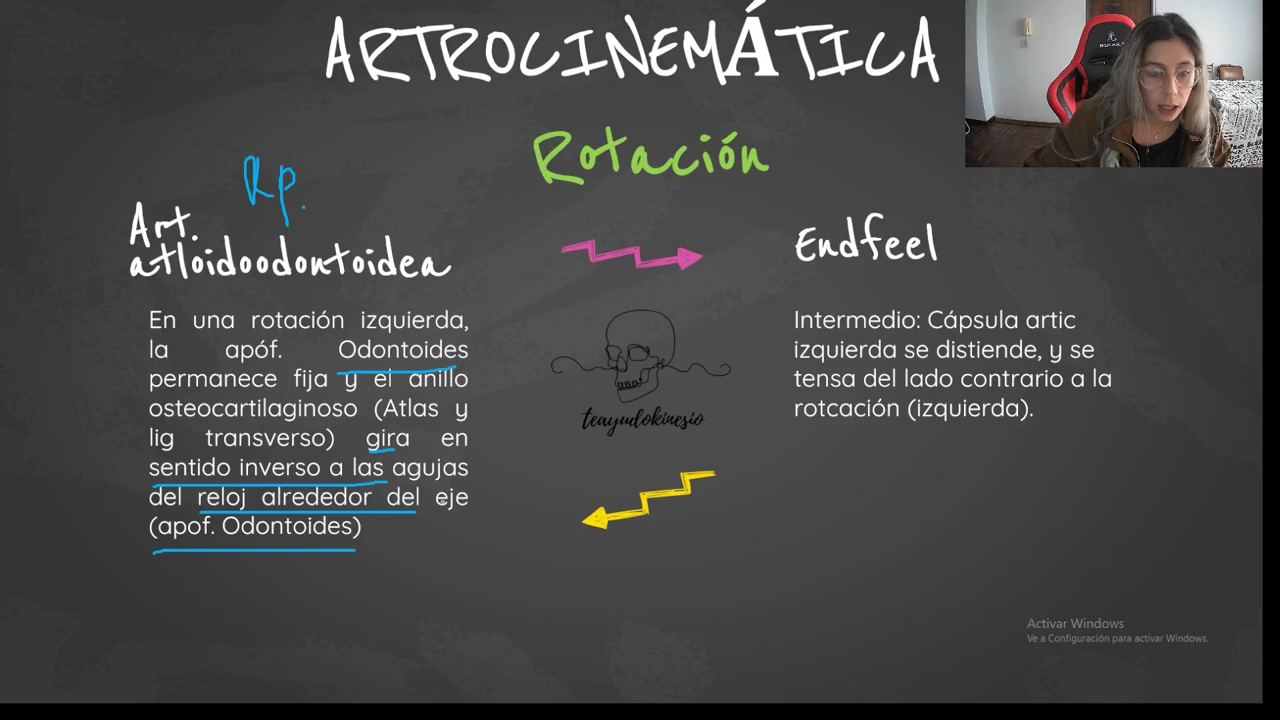 ARTROCINEMÁTICA
Rotación
Rp.
Art.
atloidoodontoidea
En una rotación izquierda,
la apóf. Odontoides
permanece fija y el anillo
osteocartilaginoso (Atlas y
lig transverso) gira en
sentido inverso a las agujas
del reloj alrededor del eje
(apof. Odontoides)
teayudokinesio
Endfeel
Intermedio: Cápsula artic
izquierda se distiende, y se
tensa del lado contrario a la
rotcación (izquierda).
Activar Windows
Ve a Configuración para activar Windows.